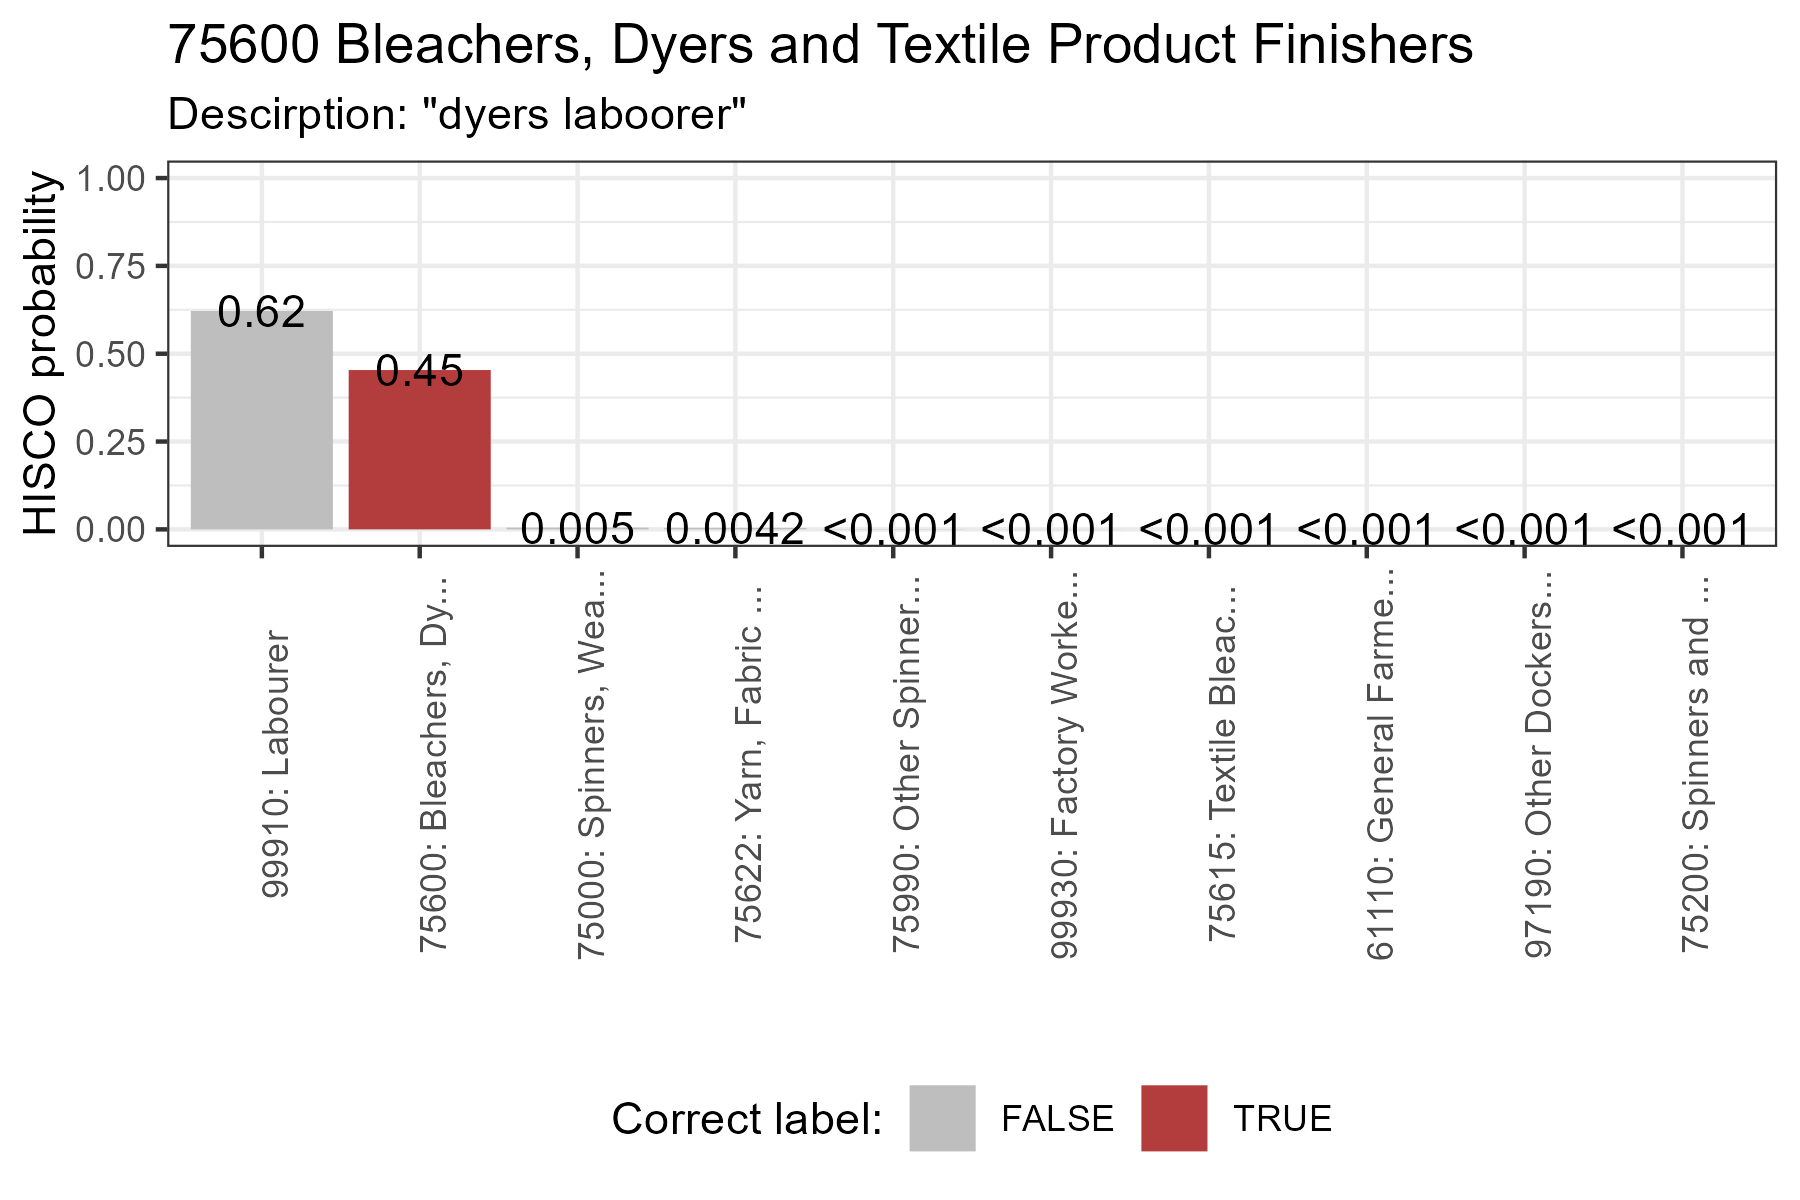 75600 Bleachers, Dyers and Textile Product Finishers
Descirption: "dyers laboorer"
HISCO probability
1.00
0.75
0.50
0.25
0.00
0.62
0.45
0.005
0.0042
<0.001
<0.001
<0.001
<0.001
<0.001
<0.001
99910: Labourer
75600: Bleachers, Dy...
75000: Spinners, Wea...
75622: Yarn, Fabric ...
75990: Other Spinner...
99930: Factory Worke...
75615: Textile Bleac...
61110: General Farme...
97190: Other Dockers...
75200: Spinners and ...
Correct label: FALSE TRUE